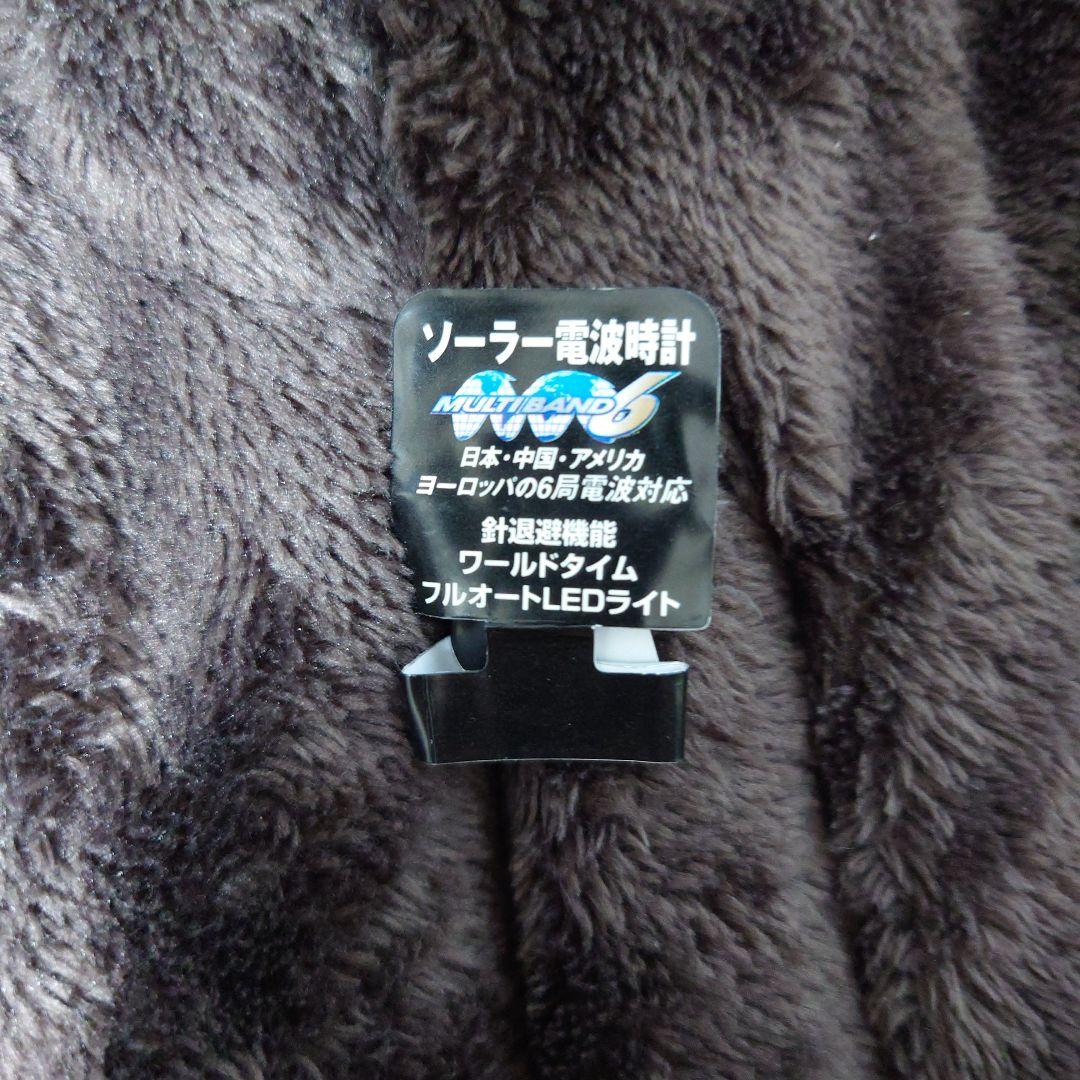 ソーラー電波時計
MULTI BAND 6
日本・中国・アメリカ
ヨーロッパの6局電波対応
針退避機能
ワールドタイム
フルオートLEDライト